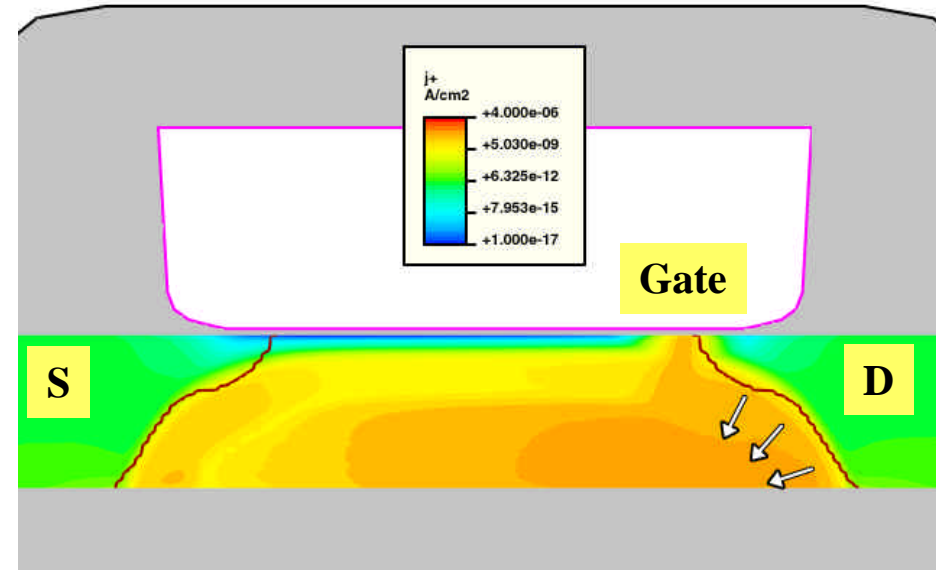 j+
A/cm2
+4.000e-06
+5.030e-09
+6.325e-12
+7.953e-15
+1.000e-17
Gate
S
D